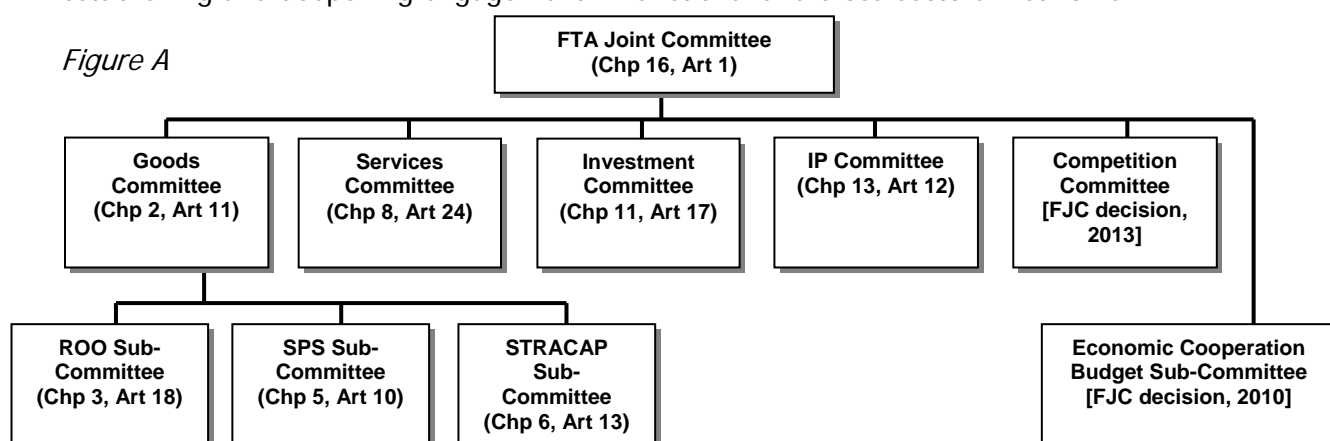 Figure A
FTA Joint Committee
(Chp 16, Art 1)
Goods
Committee
(Chp 2, Art 11)
Services
Committee
(Chp 8, Art 24)
Investment
Committee
(Chp 11, Art 17)
IP Committee
(Chp 13, Art 12)
Competition
Committee
[FJC decision,
2013]
ROO Sub-
Committee
(Chp 3, Art 18)
SPS Sub-
Committee
(Chp 5, Art 10)
STRACAP
Sub-
Committee
(Chp 6, Art 13)
Economic Cooperation
Budget Sub-Committee
[FJC decision, 2010]